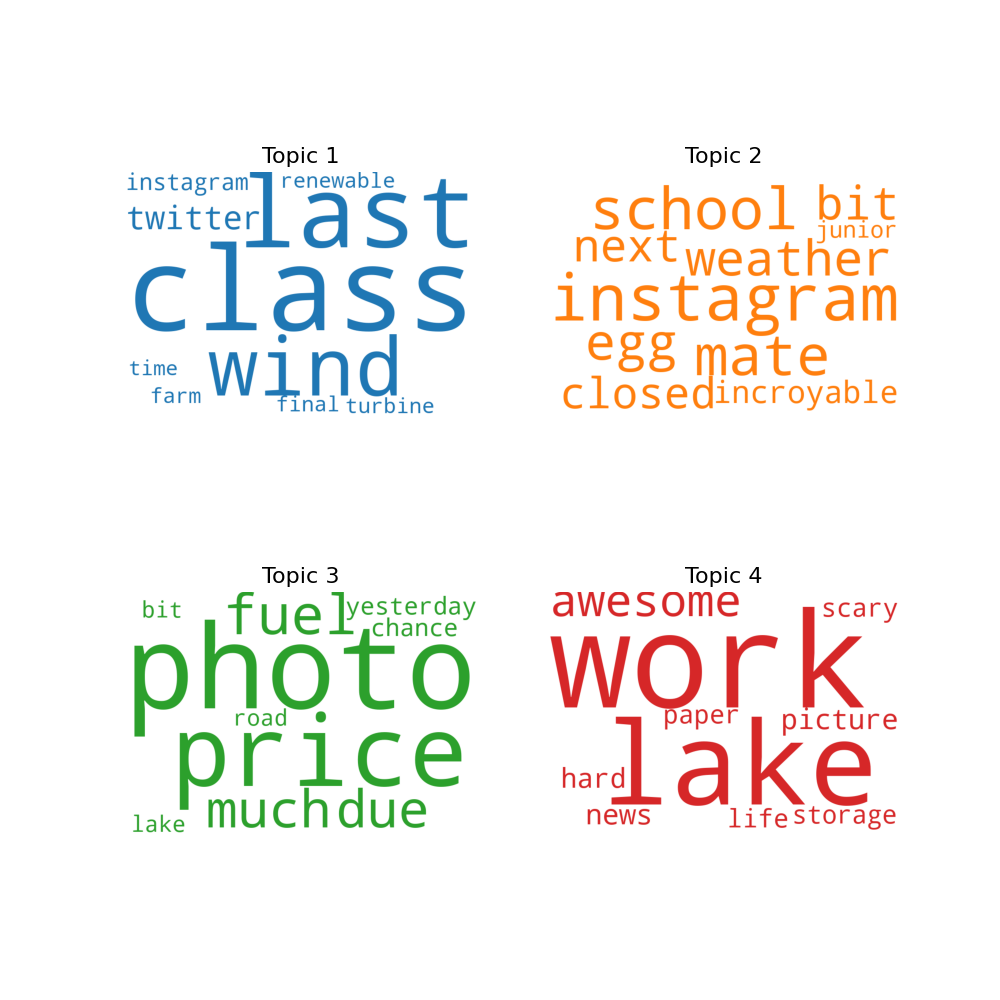 Topic 1
instagram renewable
twitter last
class
wind
time
farm
final turbine
Topic 2
school bit
junior
next weather
instagram
egg mate
closed incroyable
Topic 3
bit fuel yesterday
chance
photo
road
price
much due
lake
Topic 4
awesome scary
work
paper picture
lake
hard
news life storage